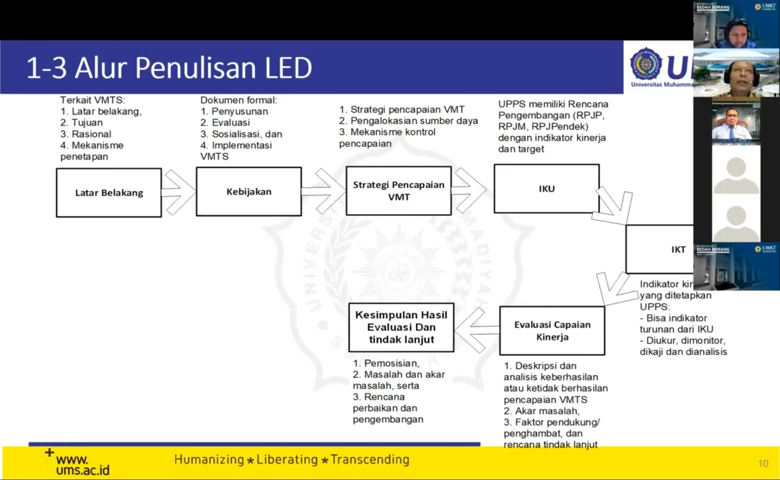 1-3 Alur Penulisan LED
Universitas Muhamma
Terkait VMTS:
1. Latar belakang,
2. Tujuan
3. Rasional
4. Mekanisme
penetapan
Dokumen formal:
1. Penyusunan
2. Evaluasi
3. Sosialisasi, dan
4. Implementasi
VMTS
1. Strategi pencapaian VMT
2. Pengalokasian sumber daya
3. Mekanisme kontrol
pencapaian
UPPS memiliki Rencana
Pengembangan (RPJP,
RPJM, RPJPendek)
dengan indikator kinerja
dan target
Latar Belakang
Kebijakan
Strategi Pencapaian
VMT
IKU
IKT
Indikator kin
yang ditetapkan
UPPS:
- Bisa indikator
turunan dari IKU
- Diukur, dimonitor,
dikaji dan dianalisis
Evaluasi Capaian
Kinerja
1. Deskripsi dan
analisis keberhasilan
atau ketidak berhasilan
pencapaian VMTS
2. Akar masalah,
3. Faktor pendukung/
penghambat, dan
rencana tindak lanjut
Kesimpulan Hasil
Evaluasi Dan
tindak lanjut
1. Pemosisian,
2. Masalah dan akar
masalah, serta
3. Rencana
perbaikan dan
pengembangan
www.
ums.ac.id
Humanizing ★ Liberating ★ Transcending
10